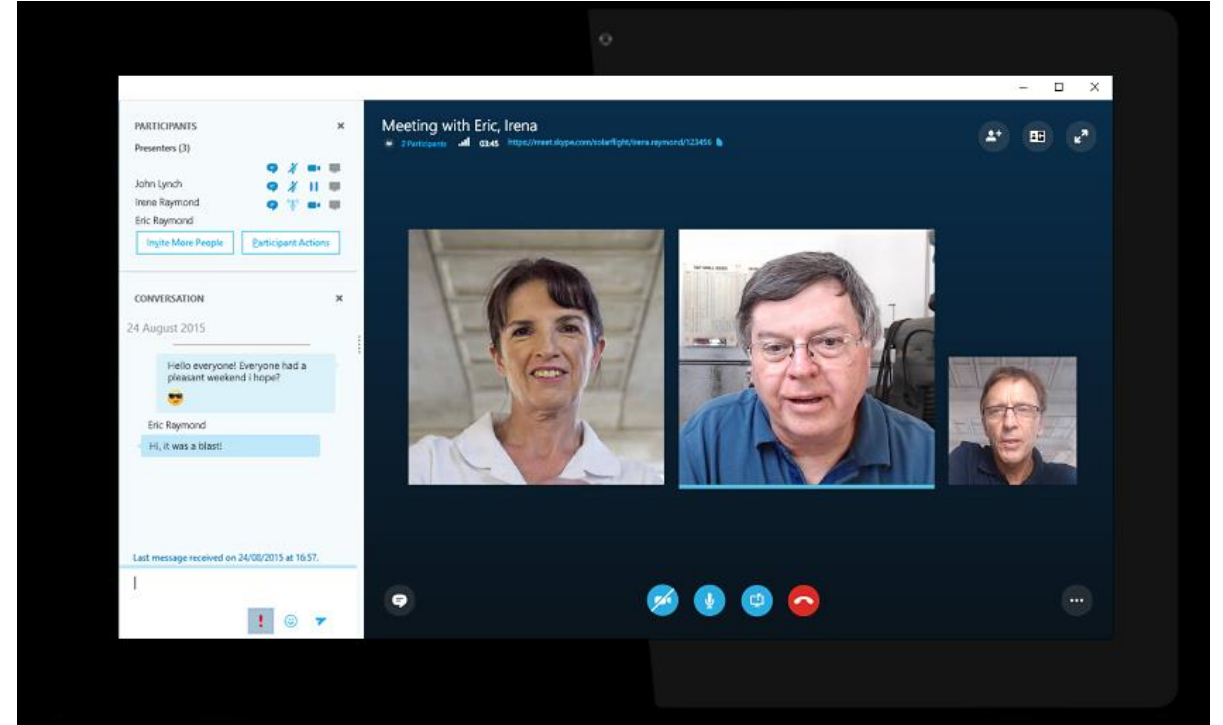 PARTICIPANTS
Presenters (3)
John Lynch
Irene Raymond
Eric Raymond
Invite More People
Participant Actions
CONVERSATION
24 August 2015
Hello everyone! Everyone had a
pleasant weekend i hope?
Eric Raymond
Hi, it was a blast!
Last message received on 24/08/2015 at 16:57.
Meeting with Eric, Irena
2 Participants 03:45 https://meet.skype.com/solarflight/irena.raymond/123456